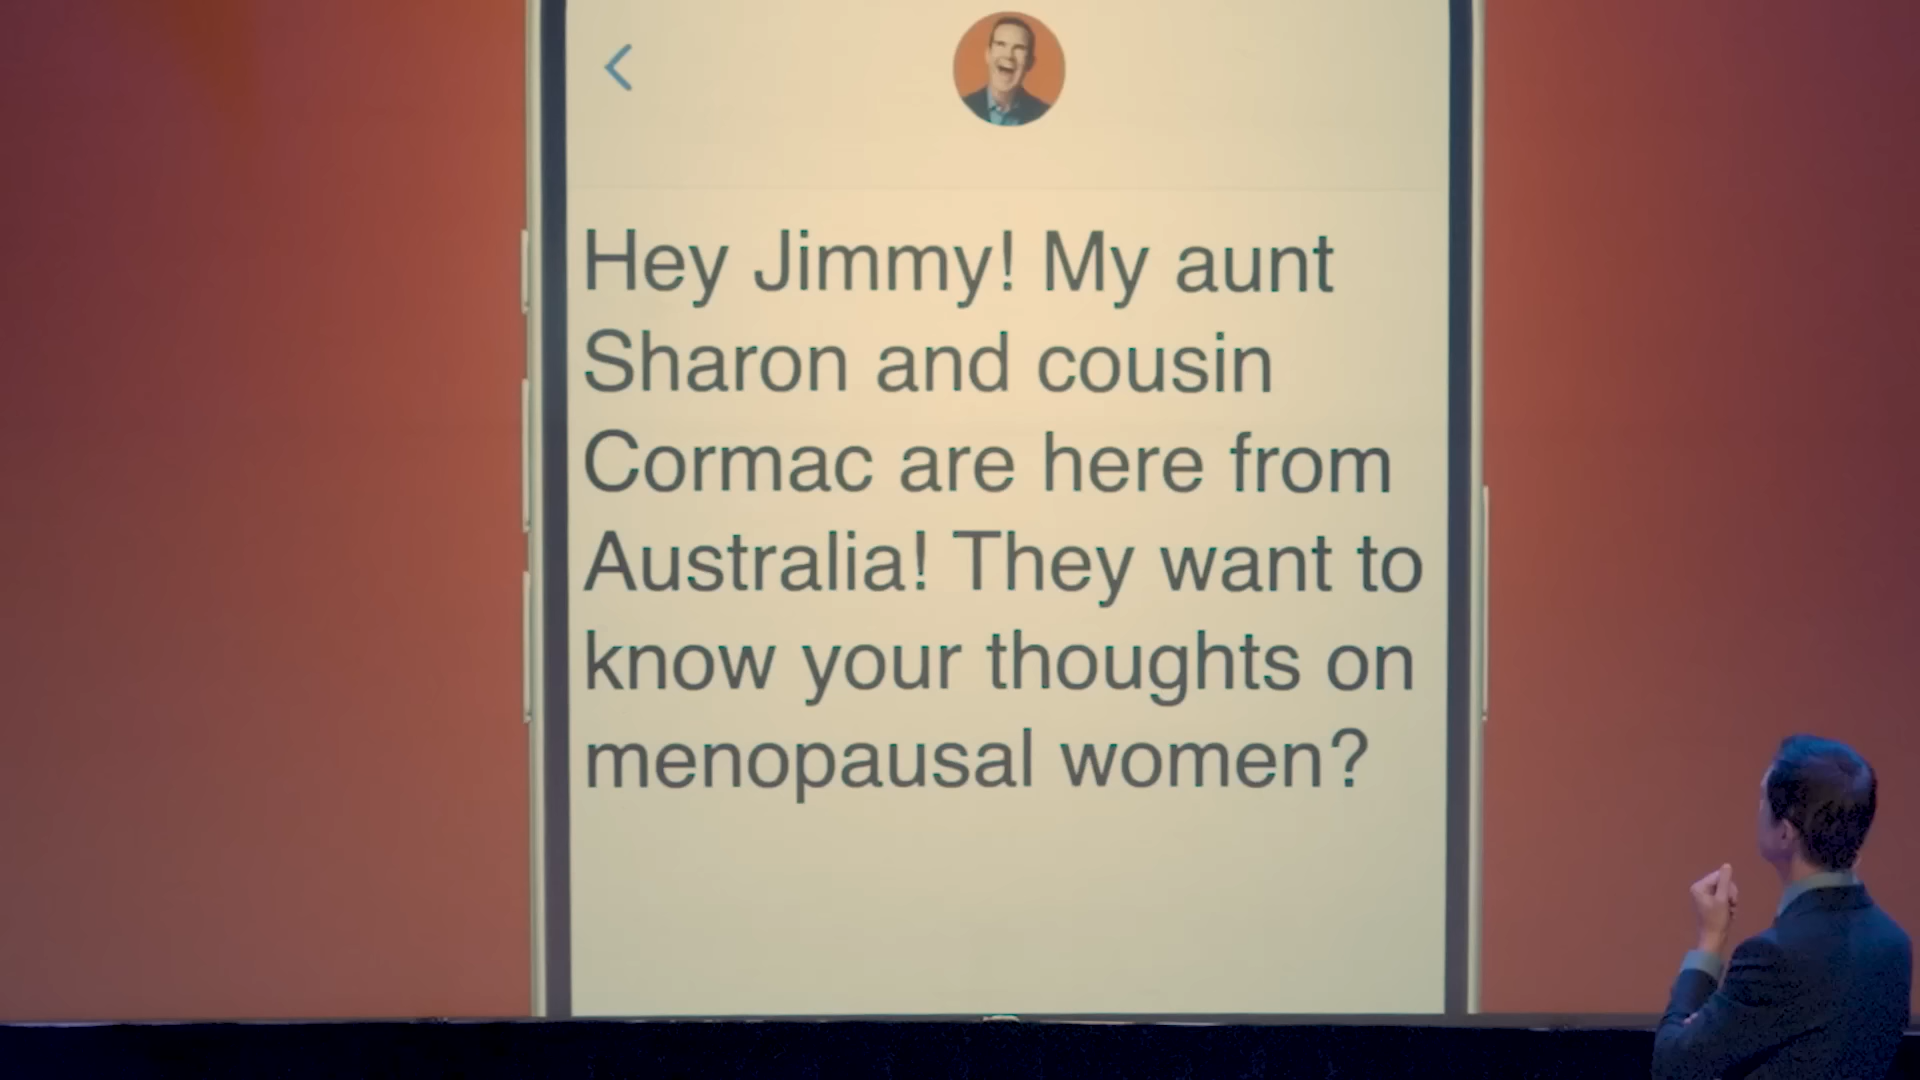 Hey Jimmy! My aunt
Sharon and cousin
Cormac are here from
Australia! They want to
know your thoughts on
menopausal women?